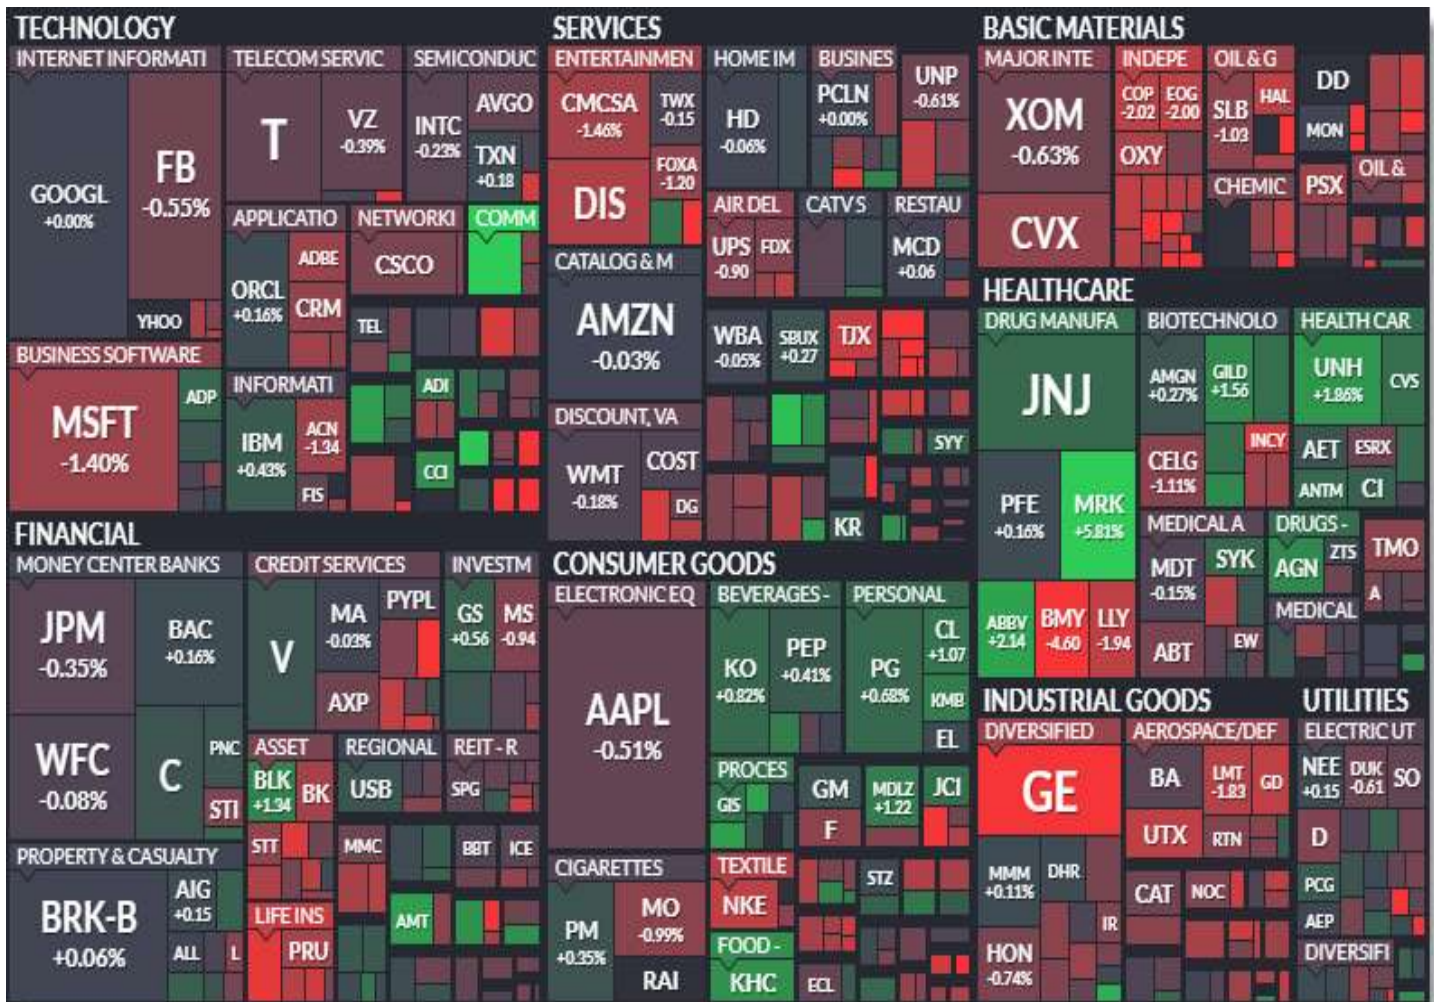 TECHNOLOGY
INTERNET INFORMATI
GOOGL
+0.00%
FB
-0.55%
YHOO
TELECOM SERVIC
T
VZ
-0.39%
SEMICONDUC
INTC
-0.23%
AVGO
TXN
+0.18
APPLICATIO
ORCL
+0.16%
ADBE
CRM
NETWORKI
CSCO
COMM
TEL
BUSINESS SOFTWARE
MSFT
-1.40%
ADP
INFORMATI
IBM
+0.43%
ACN
-1.34
FIS
ADI
CCI
SERVICES
ENTERTAINMEN
CMCSA
-1.46%
TWX
-0.15
DIS
FOXA
-1.20
HOME IM
HD
-0.06%
BUSINES
PCLN
+0.00%
UNP
-0.61%
CATALOG & M
AMZN
-0.03%
AIR DEL
UPS
-0.90
FDX
CATV S
RESTAU
MCD
+0.06
WBA
-0.05%
SBUX
+0.27
TJX
DISCOUNT, VA
WMT
-0.18%
COST
DG
SYY
KR
BASIC MATERIALS
MAJOR INTE
XOM
-0.63%
CVX
INDEPE
COP
-2.02
EOG
-2.00
OXY
OIL & G
SLB
-1.03
HAL
DD
MON
CHEMIC
PSX
OIL &
HEALTHCARE
DRUG MANUFA
JNJ
PFE
+0.16%
MRK
+5.81%
ABBV
+2.14
BMY
-4.60
LLY
-1.94
BIOTECHNOLO
AMGN
+0.27%
GILD
+1.56
CELG
-1.11%
INCY
HEALTH CAR
UNH
+1.86%
CVS
AET
ESRX
ANTM
CI
MEDICAL A
MDT
-0.15%
SYK
ABT
EW
DRUGS -
AGN
ZTS
TMO
A
MEDICAL
FINANCIAL
MONEY CENTER BANKS
JPM
-0.35%
BAC
+0.16%
WFC
-0.08%
C
PNC
STI
CREDIT SERVICES
V
MA
-0.03%
PYPL
AXP
INVESTM
GS
+0.56
MS
-0.94
ASSET
BLK
+1.34
BK
STT
REGIONAL
USB
REIT - R
SPG
MMC
BBT
ICE
PROPERTY & CASUALTY
BRK-B
+0.06%
AIG
+0.15
ALL
L
LIFE INS
PRU
AMT
CONSUMER GOODS
ELECTRONIC EQ
AAPL
-0.51%
BEVERAGES -
KO
+0.82%
PEP
+0.41%
PERSONAL
PG
+0.68%
CL
+1.07
KMB
EL
PROCES
GIS
GM
F
MDLZ
+1.22
JCI
CIGARETTES
PM
+0.35%
MO
-0.99%
RAI
TEXTILE
NKE
FOOD -
KHC
STZ
ECL
INDUSTRIAL GOODS
DIVERSIFIED
GE
MMM
+0.11%
DHR
HON
-0.74%
IR
AEROSPACE/DEF
BA
LMT
-1.83
GD
UTX
RTN
CAT
NOC
UTILITIES
ELECTRIC UT
NEE
+0.15
DUK
-0.61
SO
D
PCG
AEP
DIVERSIFI